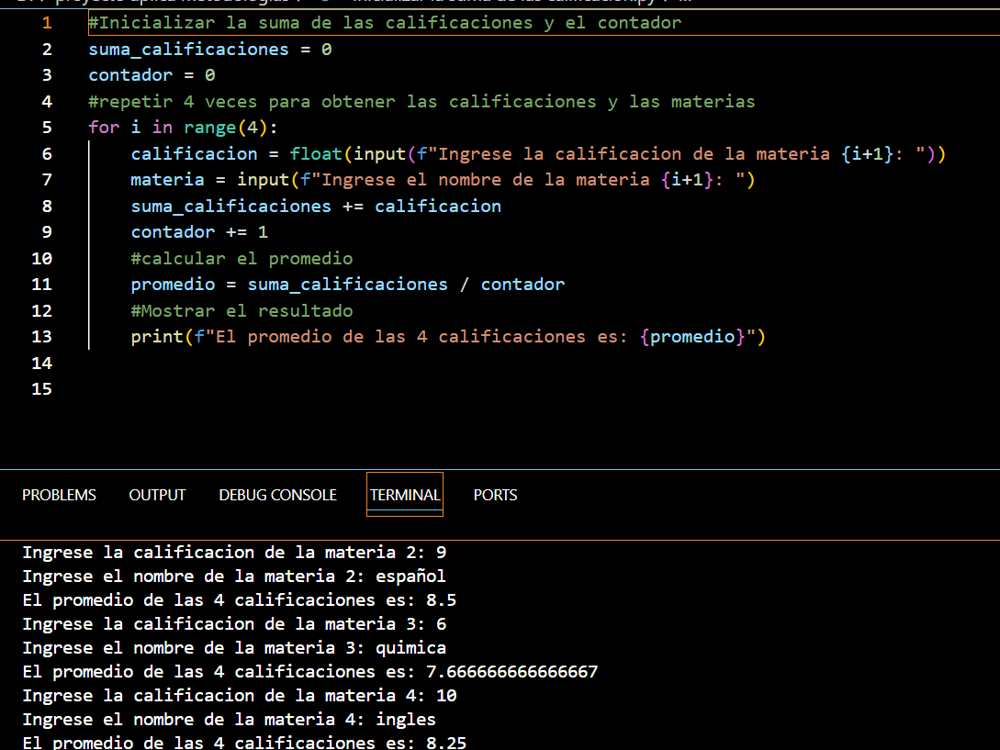 1 #Inicializar la suma de las calificaciones y el contador
2 suma_calificaciones = 0
3 contador = 0
4 #repetir 4 veces para obtener las calificaciones y las materias
5 for i in range(4):
6 calificacion = float(input(f"Ingrese la calificacion de la materia {i+1}: "))
7 materia = input(f"Ingrese el nombre de la materia {i+1}: ")
8 suma_calificaciones += calificacion
9 contador += 1
10 #calcular el promedio
11 promedio = suma_calificaciones / contador
12 #Mostrar el resultado
13 print(f"El promedio de las 4 calificaciones es: {promedio}")
14
15
PROBLEMS OUTPUT DEBUG CONSOLE TERMINAL PORTS
Ingrese la calificacion de la materia 2: 9
Ingrese el nombre de la materia 2: español
El promedio de las 4 calificaciones es: 8.5
Ingrese la calificacion de la materia 3: 6
Ingrese el nombre de la materia 3: quimica
El promedio de las 4 calificaciones es: 7.666666666666667
Ingrese la calificacion de la materia 4: 10
Ingrese el nombre de la materia 4: ingles
El promedio de las 4 calificaciones es: 8.25